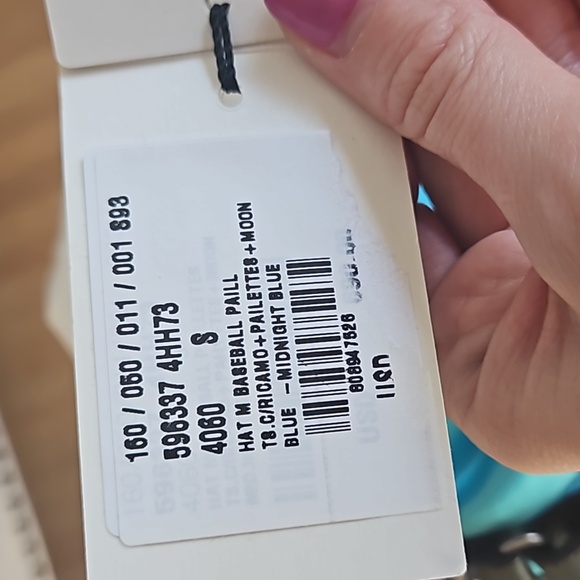 160 / 050 / 011 / 001 893
596337 4HH73
4060 S
HAT M BASEBALL PAILL
T8.C/RICAMO+PAILETTES+MOON
BLUE -MIDNIGHT BLUE
808947526
USD